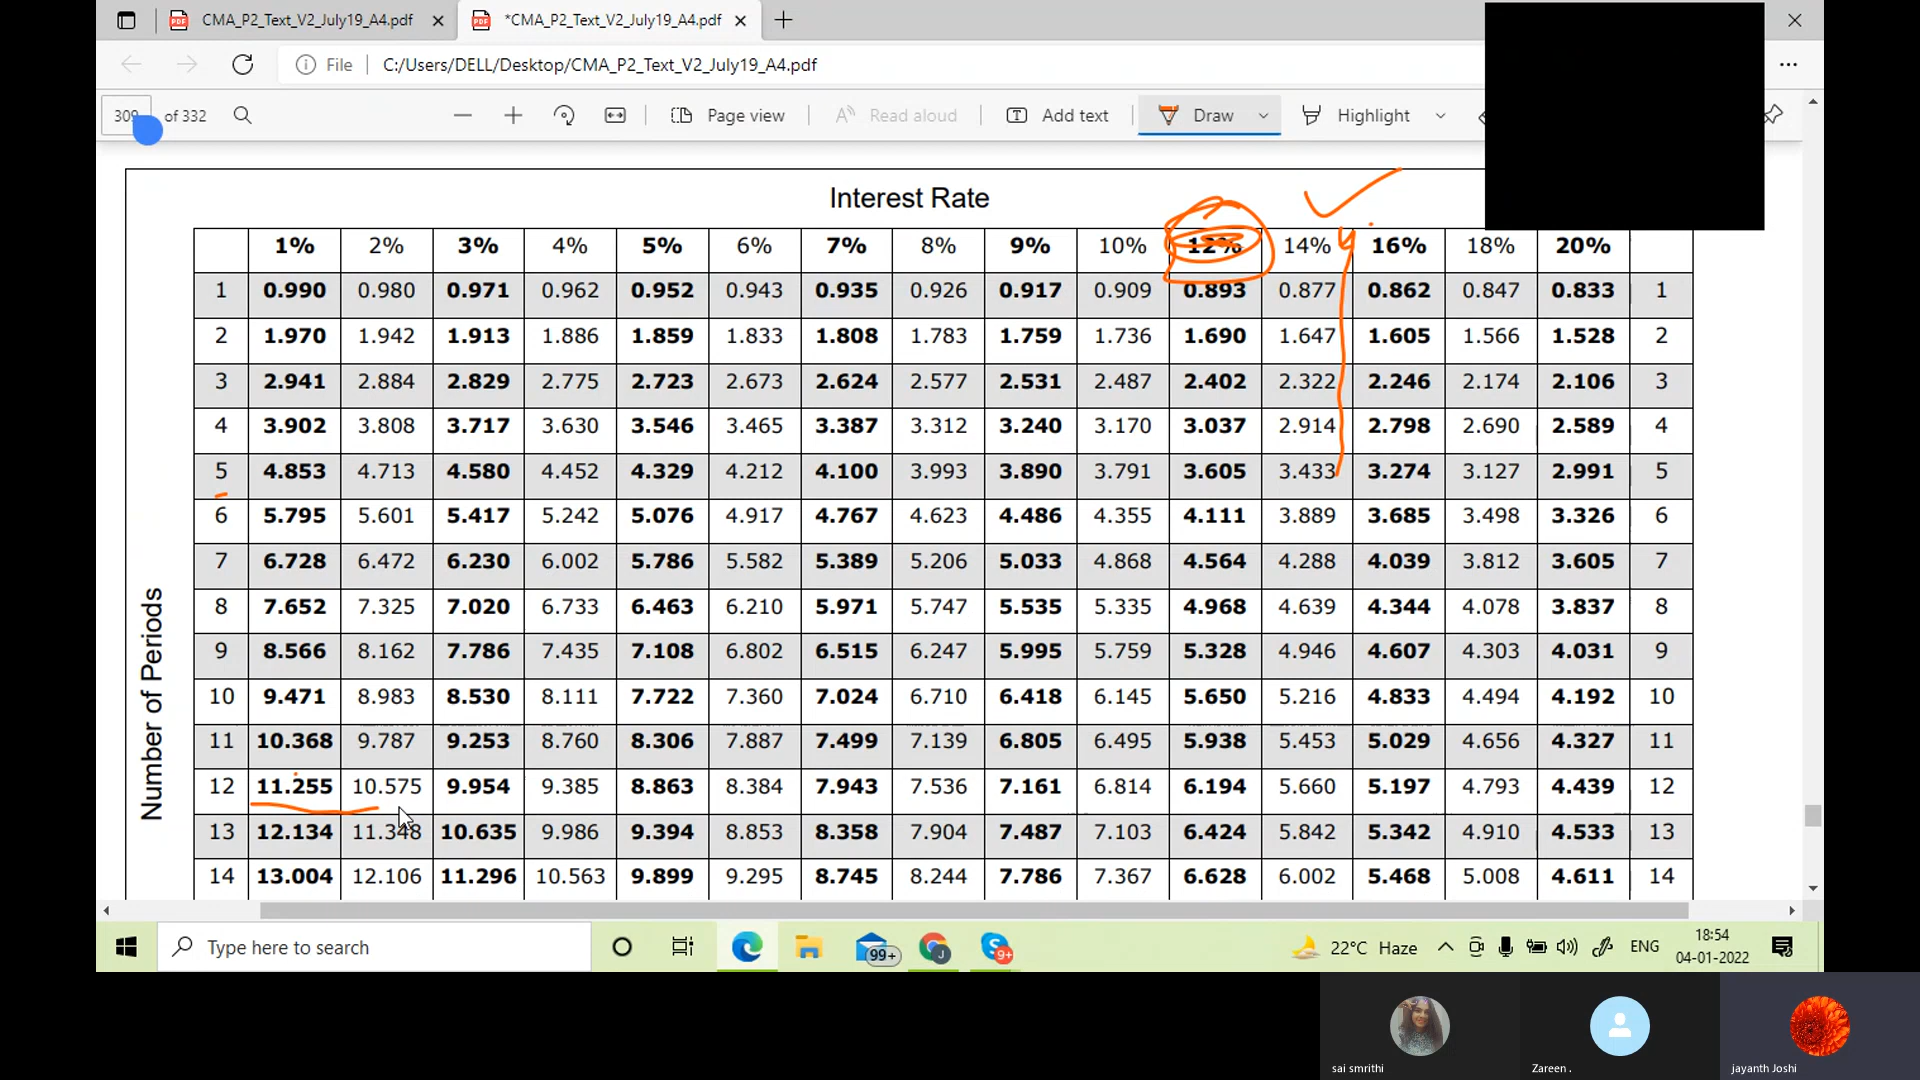 CMA_P2_Text_V2_July19_A4.pdf *CMA_P2_Text_V2_July19_A4.pdf
File C:/Users/DELL/Desktop/CMA_P2_Text_V2_July19_A4.pdf
309 of 332 Page view Read aloud Add text Draw Highlight
Interest Rate
1% 2% 3% 4% 5% 6% 7% 8% 9% 10% 12% 14% 16% 18% 20%
1 0.990 0.980 0.971 0.962 0.952 0.943 0.935 0.926 0.917 0.909 0.893 0.877 0.862 0.847 0.833 1
2 1.970 1.942 1.913 1.886 1.859 1.833 1.808 1.783 1.759 1.736 1.690 1.647 1.605 1.566 1.528 2
3 2.941 2.884 2.829 2.775 2.723 2.673 2.624 2.577 2.531 2.487 2.402 2.322 2.246 2.174 2.106 3
4 3.902 3.808 3.717 3.630 3.546 3.465 3.387 3.312 3.240 3.170 3.037 2.914 2.798 2.690 2.589 4
5 4.853 4.713 4.580 4.452 4.329 4.212 4.100 3.993 3.890 3.791 3.605 3.433 3.274 3.127 2.991 5
6 5.795 5.601 5.417 5.242 5.076 4.917 4.767 4.623 4.486 4.355 4.111 3.889 3.685 3.498 3.326 6
7 6.728 6.472 6.230 6.002 5.786 5.582 5.389 5.206 5.033 4.868 4.564 4.288 4.039 3.812 3.605 7
8 7.652 7.325 7.020 6.733 6.463 6.210 5.971 5.747 5.535 5.335 4.968 4.639 4.344 4.078 3.837 8
9 8.566 8.162 7.786 7.435 7.108 6.802 6.515 6.247 5.995 5.759 5.328 4.946 4.607 4.303 4.031 9
10 9.471 8.983 8.530 8.111 7.722 7.360 7.024 6.710 6.418 6.145 5.650 5.216 4.833 4.494 4.192 10
11 10.368 9.787 9.253 8.760 8.306 7.887 7.499 7.139 6.805 6.495 5.938 5.453 5.029 4.656 4.327 11
12 11.255 10.575 9.954 9.385 8.863 8.384 7.943 7.536 7.161 6.814 6.194 5.660 5.197 4.793 4.439 12
13 12.134 11.348 10.635 9.986 9.394 8.853 8.358 7.904 7.487 7.103 6.424 5.842 5.342 4.910 4.533 13
14 13.004 12.106 11.296 10.563 9.899 9.295 8.745 8.244 7.786 7.367 6.628 6.002 5.468 5.008 4.611 14
Number of Periods
Type here to search 99+ J 9+ 22°C Haze ENG 18:54
04-01-2022
sai smrithi Zareen . jayanth Joshi